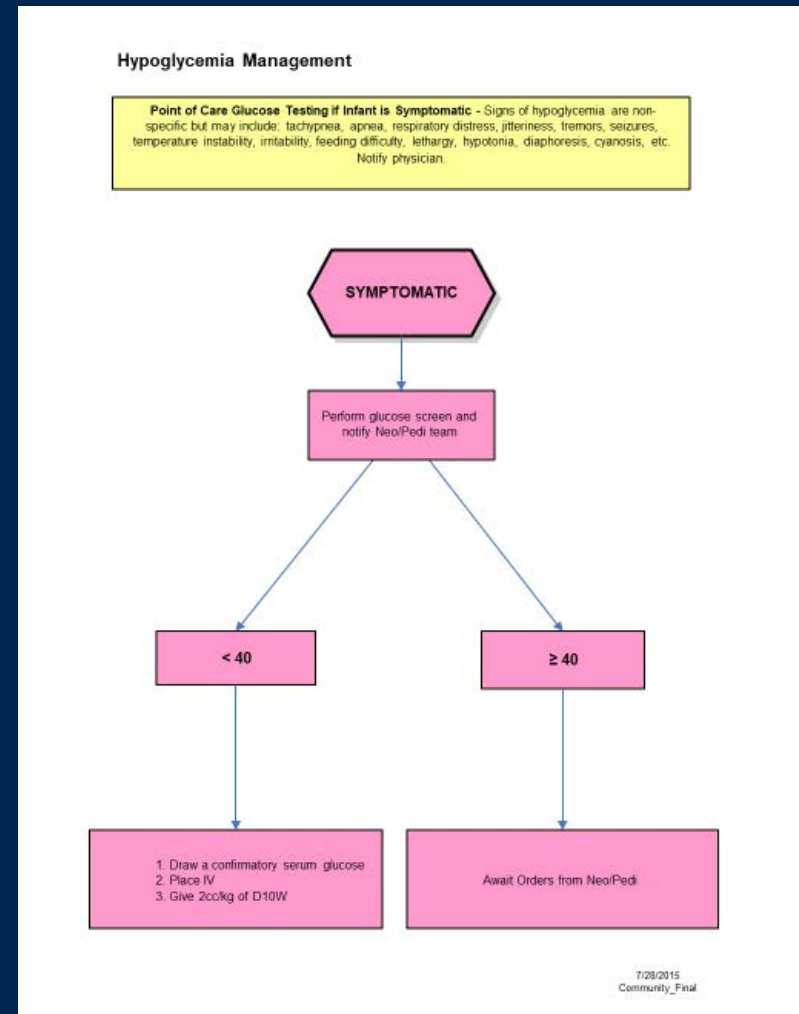 Hypoglycemia Management
Point of Care Glucose Testing if Infant is Symptomatic - Signs of hypoglycemia are non-
specific but may include: tachypnea, apnea, respiratory distress, jitteriness, tremors, seizures,
temperature instability, irritability, feeding difficulty, lethargy, hypotonia, diaphoresis, cyanosis, etc.
Notify physician.
SYMPTOMATIC
Perform glucose screen and
notify Neo/Pedi team
< 40
≥ 40
1. Draw a confirmatory serum glucose
2. Place IV
3. Give 2cc/kg of D10W
Await Orders from Neo/Pedi
7/28/2015
Community_Final